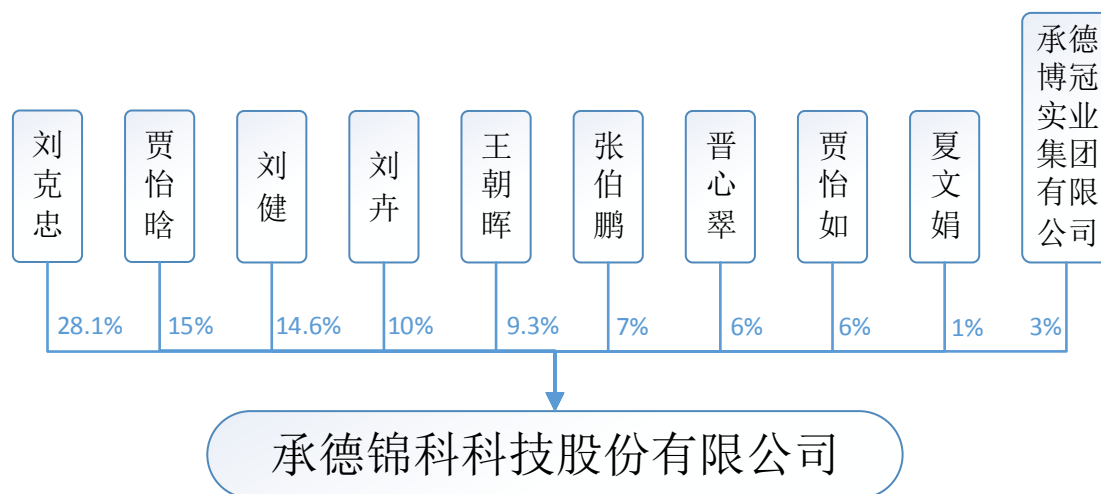 刘克忠
贾怡晗
刘健
刘卉
王朝晖
张伯鹏
晋心翠
贾怡如
夏文娟
承德
博冠
实业
集团
有限
公司
28.1%
15%
14.6%
10%
9.3%
7%
6%
6%
1%
3%
承德锦科科技股份有限公司